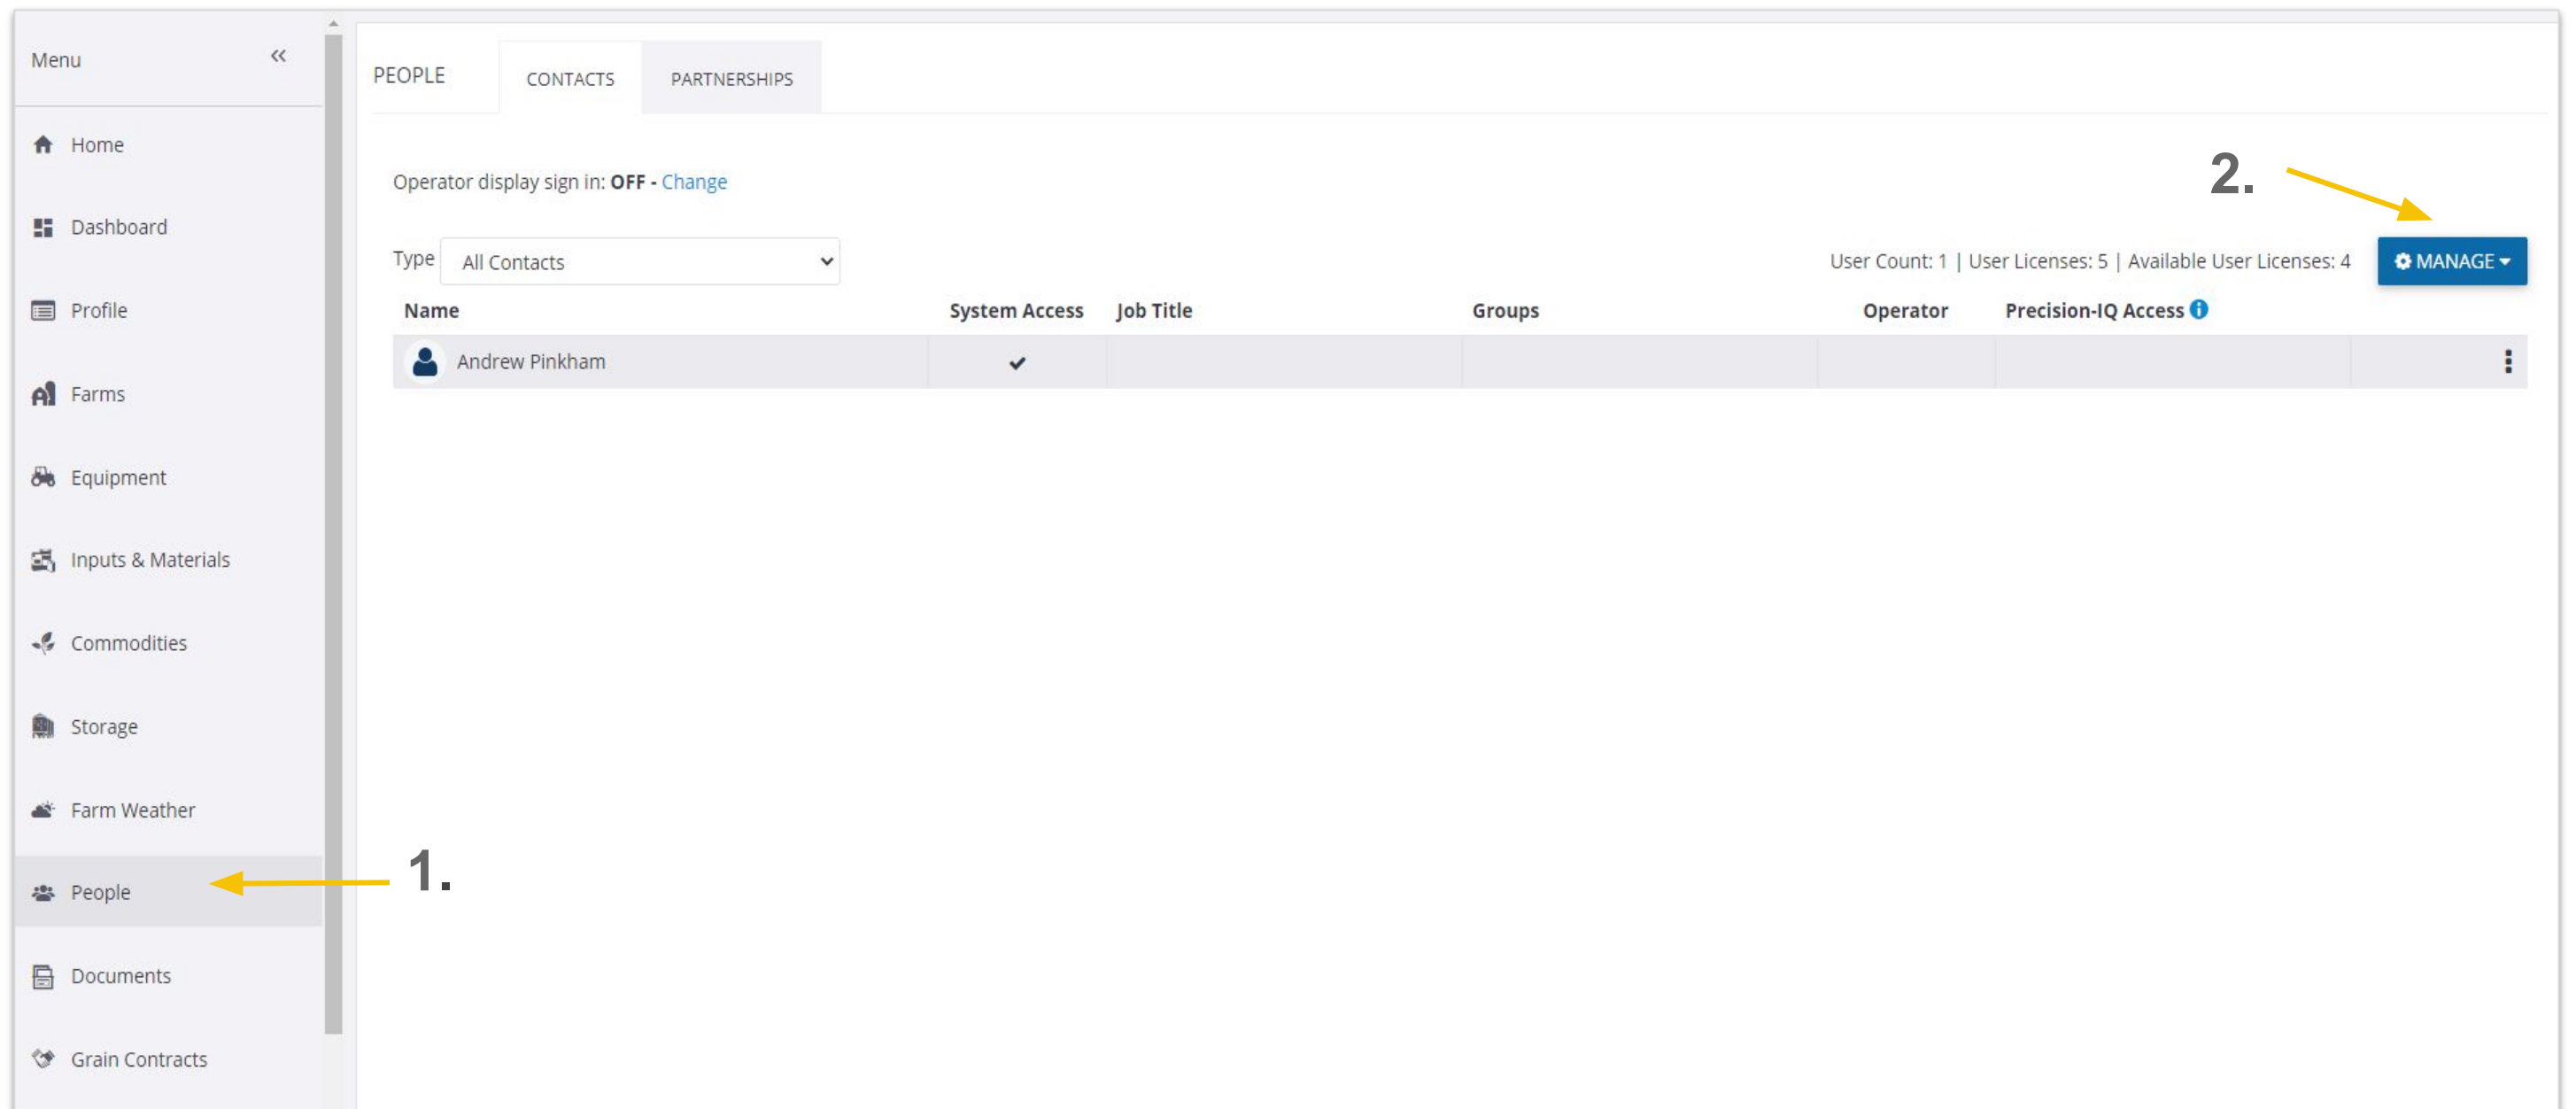 Menu «
Home
Dashboard
Profile
Farms
Equipment
Inputs & Materials
Commodities
Storage
Farm Weather
People
Documents
Grain Contracts
1.
PEOPLE CONTACTS PARTNERSHIPS
Operator display sign in: OFF - Change
2.
Type All Contacts
User Count: 1 | User Licenses: 5 | Available User Licenses: 4 MANAGE
Name System Access Job Title Groups Operator Precision-IQ Access
Andrew Pinkham